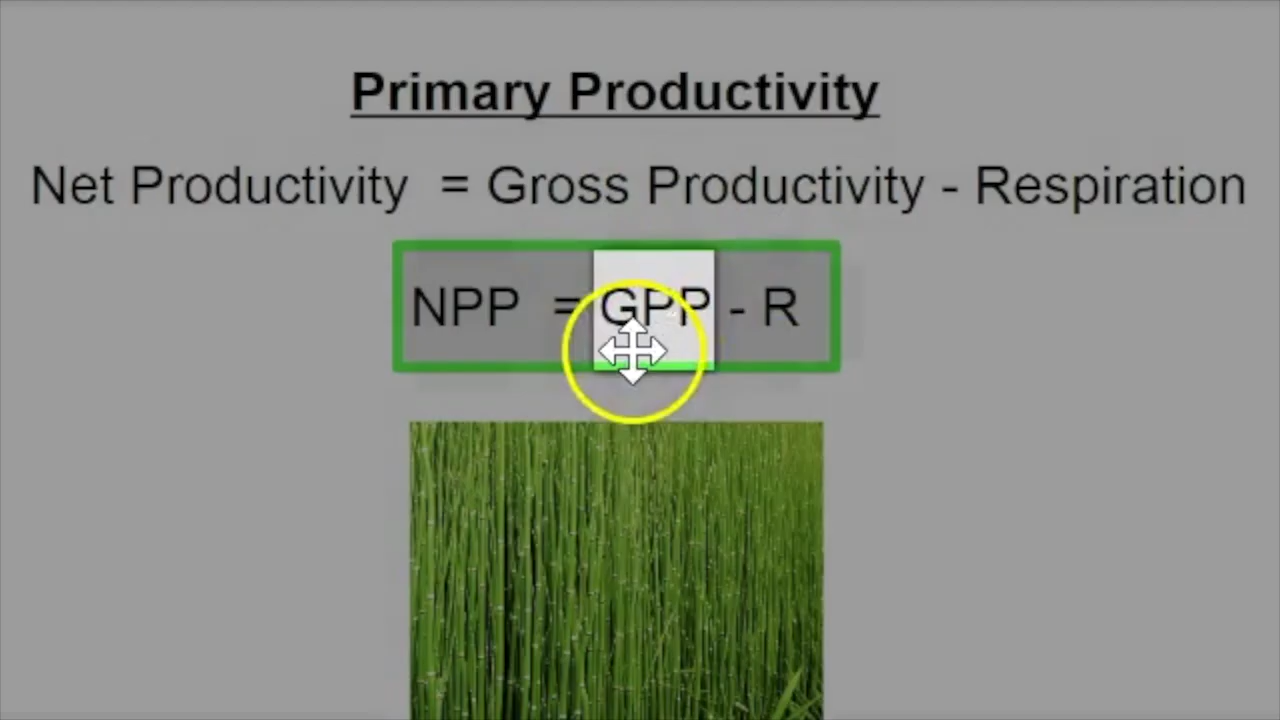 Primary Productivity
Net Productivity = Gross Productivity - Respiration
NPP = GPP - R